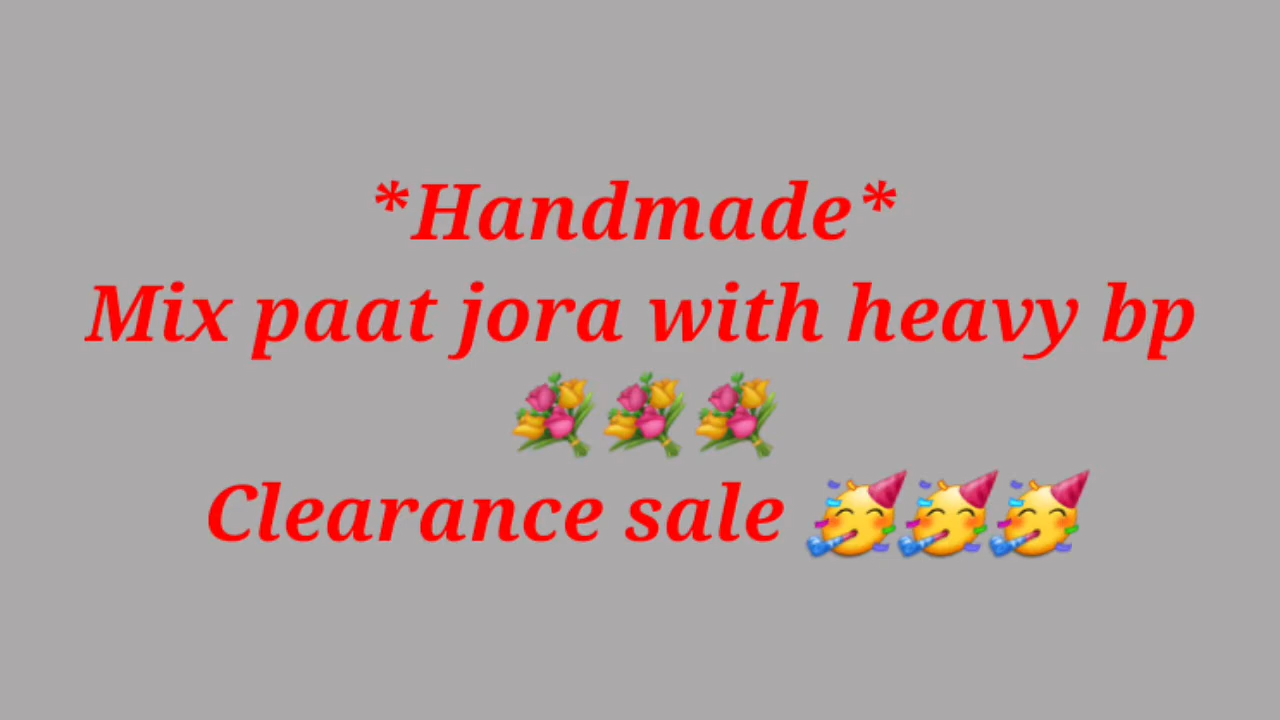 *Handmade*
Mix paat jora with heavy bp
💐💐💐
Clearance sale 🥳🥳🥳